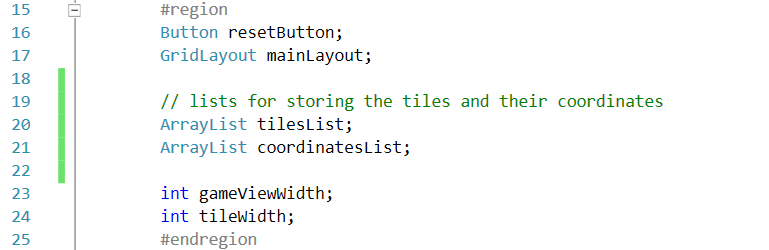 15 #region
16 Button resetButton;
17 GridLayout mainLayout;
18
19 // lists for storing the tiles and their coordinates
20 ArrayList tilesList;
21 ArrayList coordinatesList;
22
23 int gameViewWidth;
24 int tileWidth;
25 #endregion